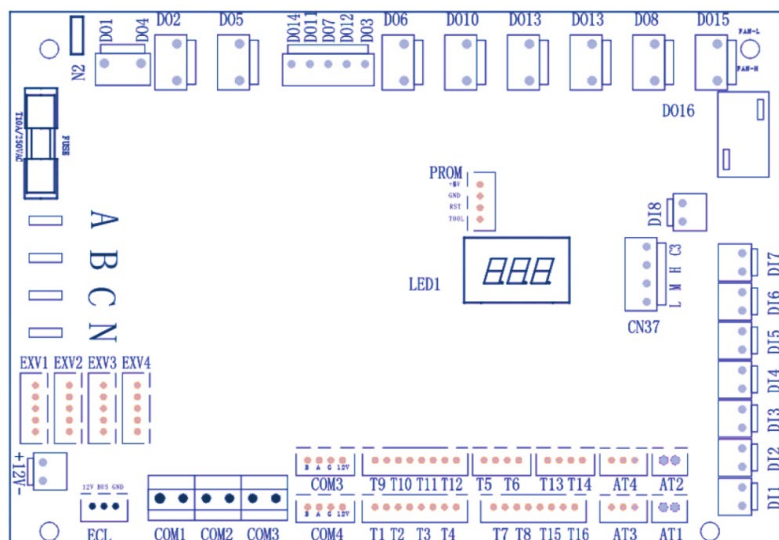 DO1 DO4 DO2 DO5 DO14 DO11 DO7 DO12 DO3 DO6 DO10 DO13 DO13 DO8 DO15
FAN-L
FAN-H
N2
DO16
T10A/250VAC
FUSE
PROM
+5V
GND
RST
TOOL
DI8
A
B
C
N
LED1
888
L M H C3
CN37
DI7
DI6
DI5
DI4
DI3
DI2
DI1
EXV1 EXV2 EXV3 EXV4
+12V-
12V BUS GND
ECL
COM1 COM2 COM3
B A G 12V
COM3
T9 T10 T11 T12
T5 T6
T13 T14
AT4
AT2
B A G 12V
COM4
T1 T2 T3 T4
T7 T8 T15 T16
AT3
AT1